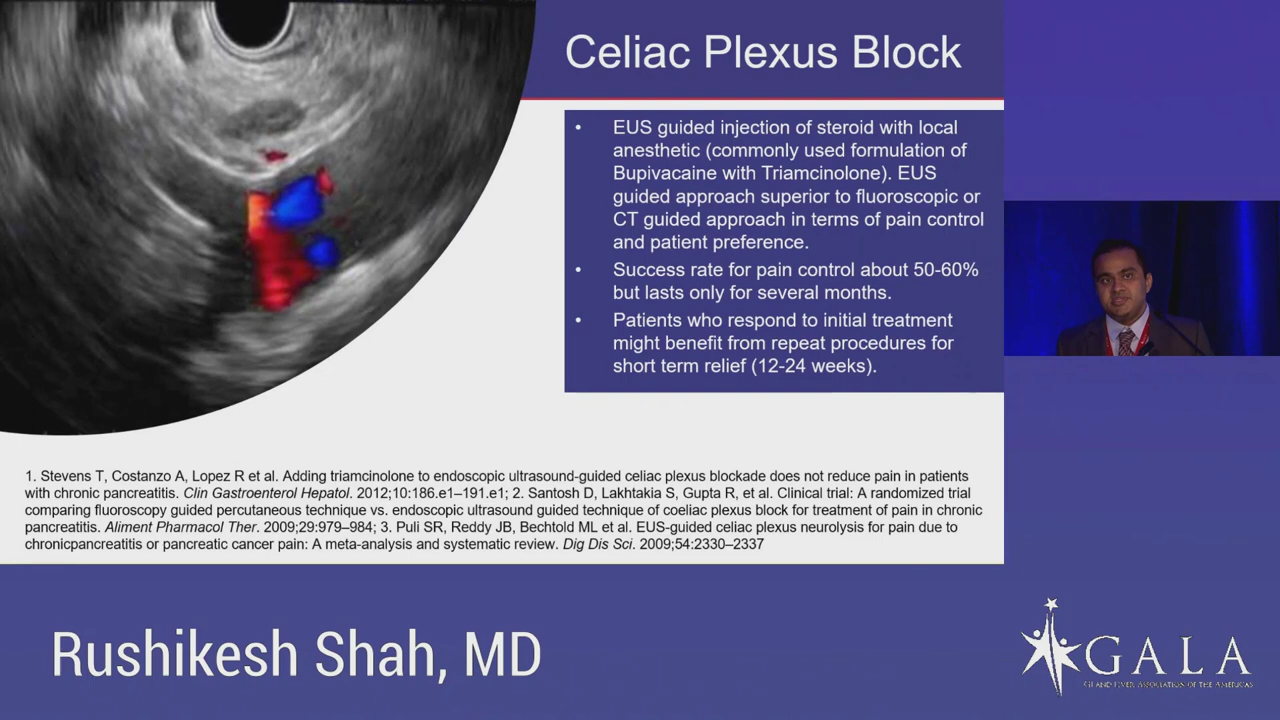 Celiac Plexus Block
• EUS guided injection of steroid with local
anesthetic (commonly used formulation of
Bupivacaine with Triamcinolone). EUS
guided approach superior to fluoroscopic or
CT guided approach in terms of pain control
and patient preference.
• Success rate for pain control about 50-60%
but lasts only for several months.
• Patients who respond to initial treatment
might benefit from repeat procedures for
short term relief (12-24 weeks).
1. Stevens T, Costanzo A, Lopez R et al. Adding triamcinolone to endoscopic ultrasound-guided celiac plexus blockade does not reduce pain in patients
with chronic pancreatitis. Clin Gastroenterol Hepatol. 2012;10:186.e1–191.e1; 2. Santosh D, Lakhtakia S, Gupta R, et al. Clinical trial: A randomized trial
comparing fluoroscopy guided percutaneous technique vs. endoscopic ultrasound guided technique of coeliac plexus block for treatment of pain in chronic
pancreatitis. Aliment Pharmacol Ther. 2009;29:979–984; 3. Puli SR, Reddy JB, Bechtold ML et al. EUS-guided celiac plexus neurolysis for pain due to
chronicpancreatitis or pancreatic cancer pain: A meta-analysis and systematic review. Dig Dis Sci. 2009;54:2330–2337
Rushikesh Shah, MD
GALA
GI AND LIVER ASSOCIATION OF THE AMERICAS